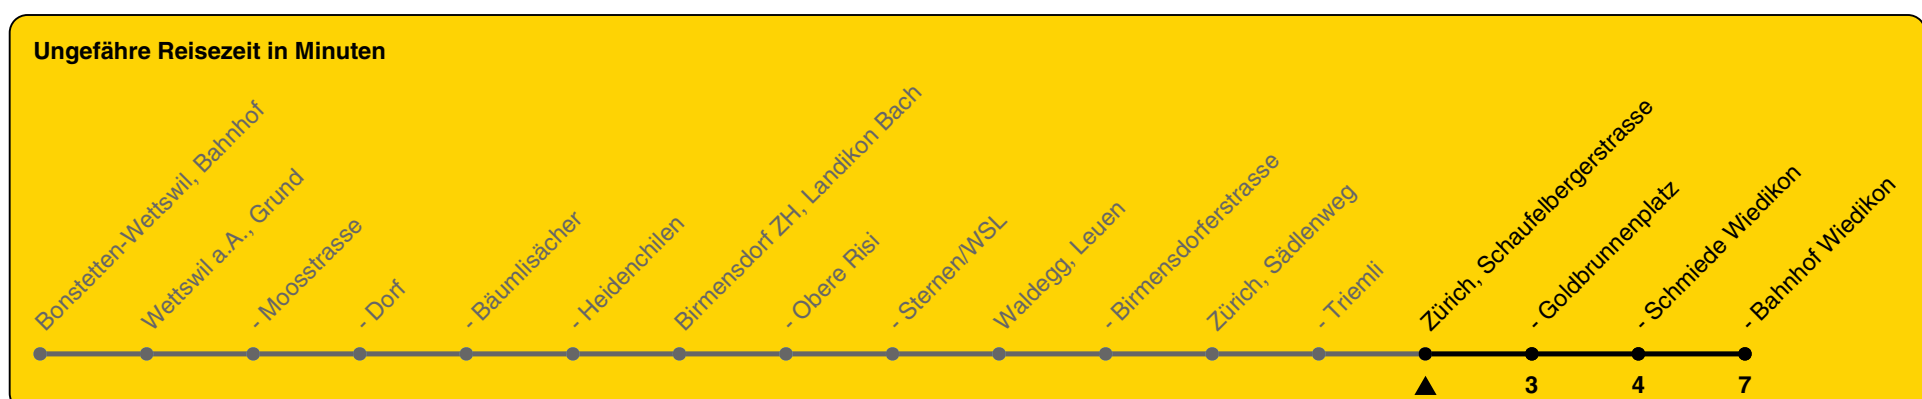 Ungefähre Reisezeit in Minuten
Bonstetten-Wettswil, Bahnhof
Wettswil a.A., Grund
- Moosstrasse
- Dorf
- Bäumlisächer
- Heidenchilen
Birmensdorf ZH, Landikon Bach
- Obere Risi
- Sternen/WSL
Waldegg, Leuen
- Birmensdorferstrasse
Zürich, Sädlenweg
- Triemli
Zürich, Schaufelbergerstrasse
- Goldbrunnenplatz
- Schmiede Wiedikon
- Bahnhof Wiedikon
3 4 7